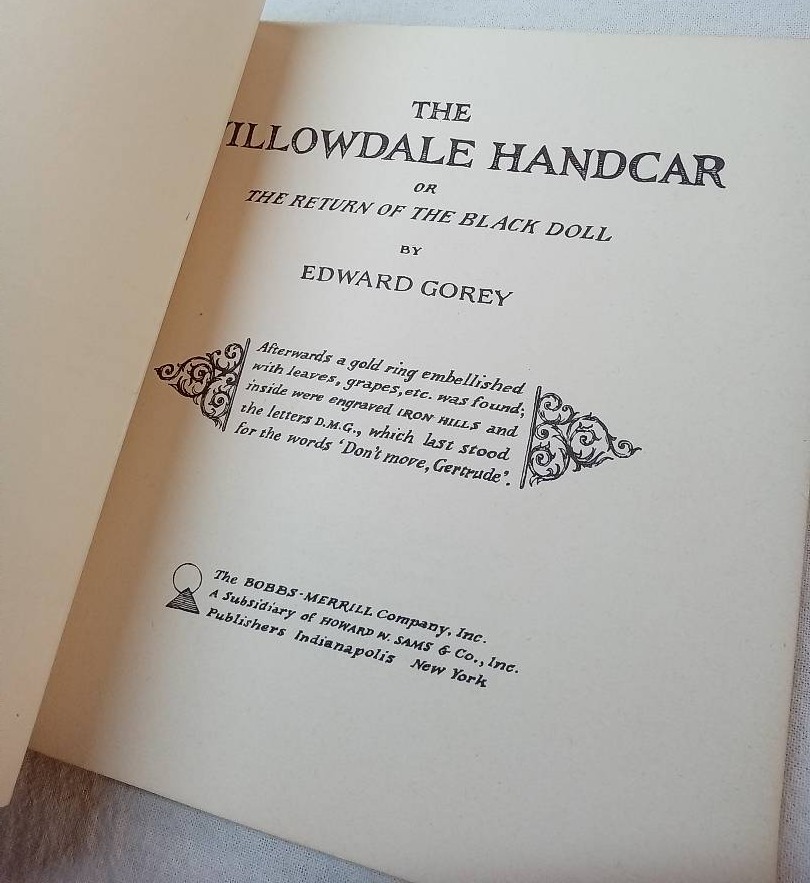 THE
WILLOWDALE HANDCAR
OR
THE RETURN OF THE BLACK DOLL
BY
EDWARD GOREY
Afterwards a gold ring embellished
with leaves, grapes, etc. was found;
inside were engraved IRON HILLS and
the letters D.M.G., which last stood
for the words 'Don't move, Gertrude'.
The BOBBS-MERRILL Company, Inc.
A Subsidiary of HOWARD W. SAMS & Co., Inc.
Publishers Indianapolis New York